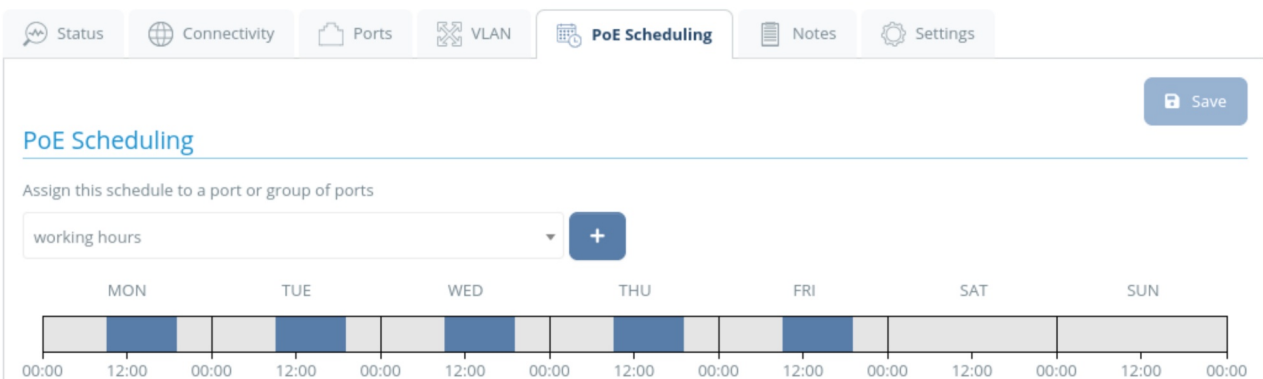 Status Connectivity Ports VLAN PoE Scheduling Notes Settings
Save
PoE Scheduling
Assign this schedule to a port or group of ports
working hours +
MON TUE WED THU FRI SAT SUN
00:00 12:00 00:00 12:00 00:00 12:00 00:00 12:00 00:00 12:00 00:00 12:00 00:00 12:00 00:00